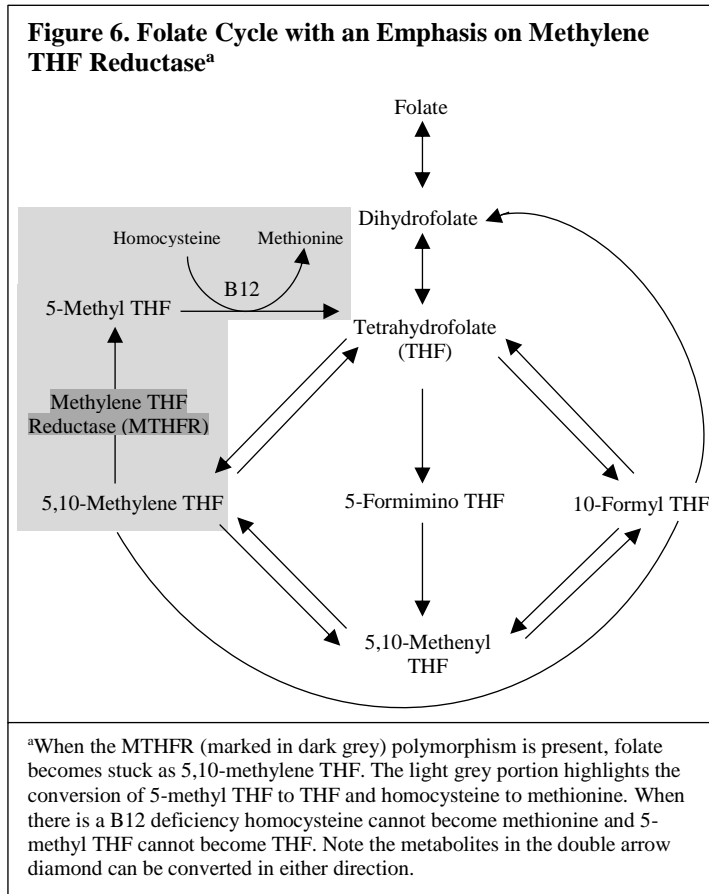 Figure 6. Folate Cycle with an Emphasis on Methylene
THF Reductaseᵃ
Folate
Dihydrofolate
Homocysteine
Methionine
B12
5-Methyl THF
Tetrahydrofolate
(THF)
Methylene THF
Reductase (MTHFR)
5,10-Methylene THF
5-Formimino THF
10-Formyl THF
5,10-Methenyl
THF
ᵃWhen the MTHFR (marked in dark grey) polymorphism is present, folate
becomes stuck as 5,10-methylene THF. The light grey portion highlights the
conversion of 5-methyl THF to THF and homocysteine to methionine. When
there is a B12 deficiency homocysteine cannot become methionine and 5-
methyl THF cannot become THF. Note the metabolites in the double arrow
diamond can be converted in either direction.